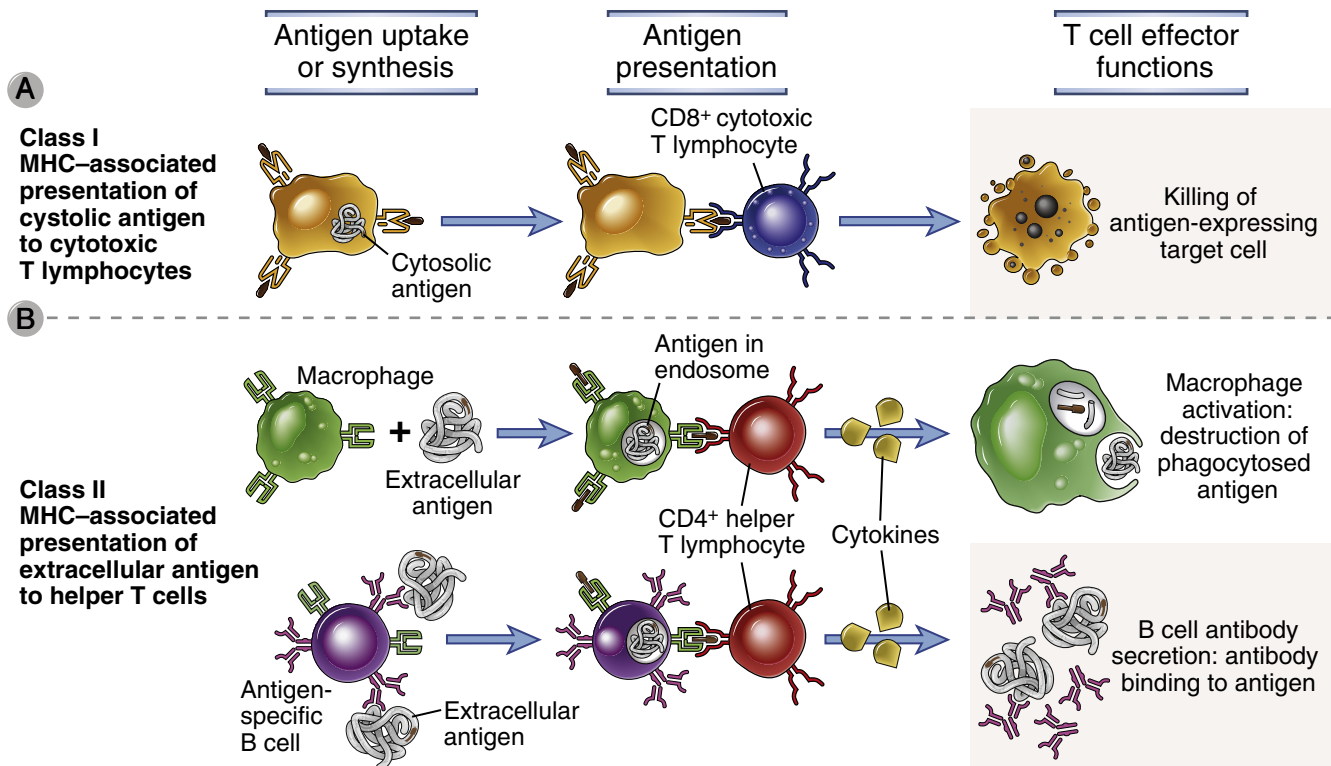 Antigen uptake
or synthesis
Antigen
presentation
T cell effector
functions
A
Class I
MHC–associated
presentation of
cystolic antigen
to cytotoxic
T lymphocytes
Cytosolic
antigen
CD8⁺ cytotoxic
T lymphocyte
Killing of
antigen-expressing
target cell
B
Class II
MHC–associated
presentation of
extracellular antigen
to helper T cells
Macrophage
+
Extracellular
antigen
Antigen in
endosome
CD4⁺ helper
T lymphocyte
Cytokines
Macrophage
activation:
destruction of
phagocytosed
antigen
Antigen-
specific
B cell
Extracellular
antigen
B cell antibody
secretion: antibody
binding to antigen